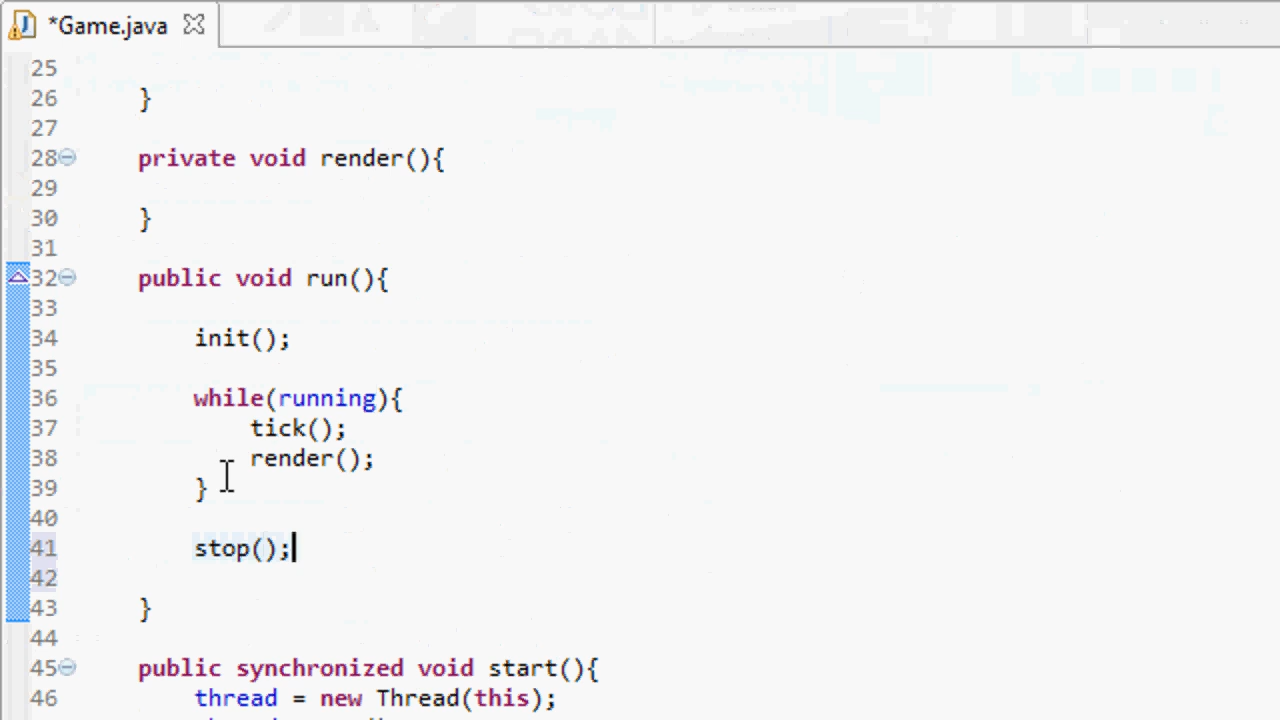 *Game.java
25
26 }
27
28 private void render(){
29
30 }
31
32 public void run(){
33
34 init();
35
36 while(running){
37 tick();
38 render();
39 }
40
41 stop();
42
43 }
44
45 public synchronized void start(){
46 thread = new Thread(this);